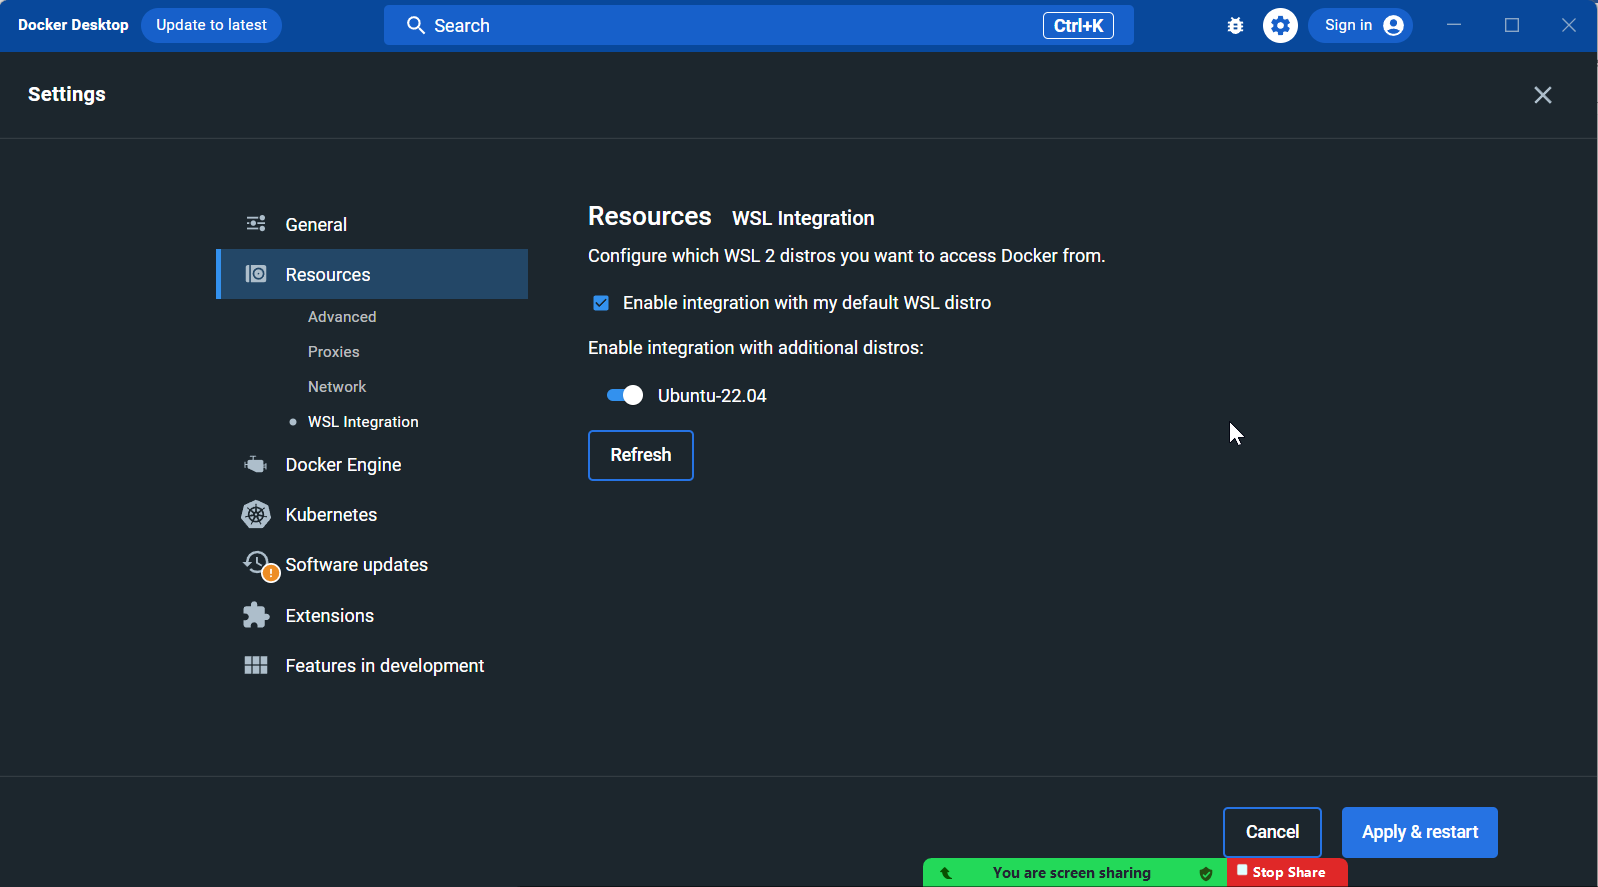 Docker Desktop Update to latest Search Ctrl+K Sign in
Settings
General
Resources
Advanced
Proxies
Network
WSL Integration
Docker Engine
Kubernetes
Software updates
Extensions
Features in development
Resources WSL Integration
Configure which WSL 2 distros you want to access Docker from.
Enable integration with my default WSL distro
Enable integration with additional distros:
Ubuntu-22.04
Refresh
Cancel Apply & restart
You are screen sharing Stop Share